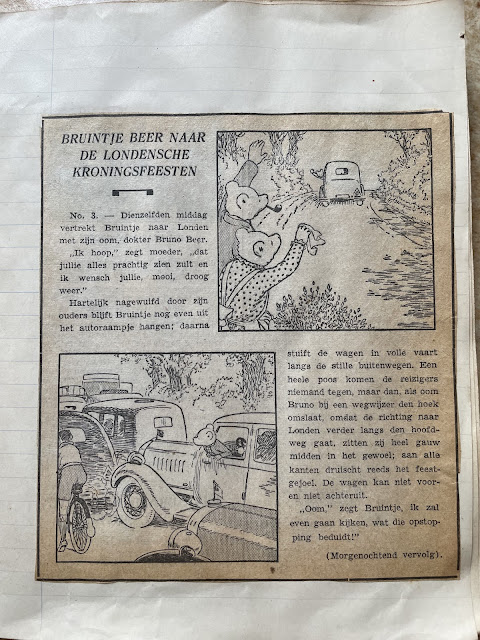 BRUINTJE BEER NAAR
DE LONDENSCHE
KRONINGSFEESTEN
No. 3. — Dienzelfden middag
vertrekt Bruintje naar Londen
met zijn oom, dokter Bruno Beer.
„Ik hoop,” zegt moeder, „dat
jullie alles prachtig zien zult en
ik wensch jullie, mooi, droog
weer.”
Hartelijk nagewuifd door zijn
ouders blijft Bruintje nog even uit
het autoraampje hangen; daarna
stuift de wagen in volle vaart
langs de stille buitenwegen. Een
heele poos komen de reizigers
niemand tegen, maar dan, als oom
Bruno bij een wegwijzer den hoek
omslaat, omdat de richting naar
Londen verder langs den hoofd-
weg gaat, zitten zij heel gauw
midden in het gewoel; aan alle
kanten druischt reeds het feest-
gejoel. De wagen kan niet voor-
en niet achteruit.
„Oom,” zegt Bruintje, ik zal
even gaan kijken, wat die opstop-
ping beduidt!”
(Morgenochtend vervolg).